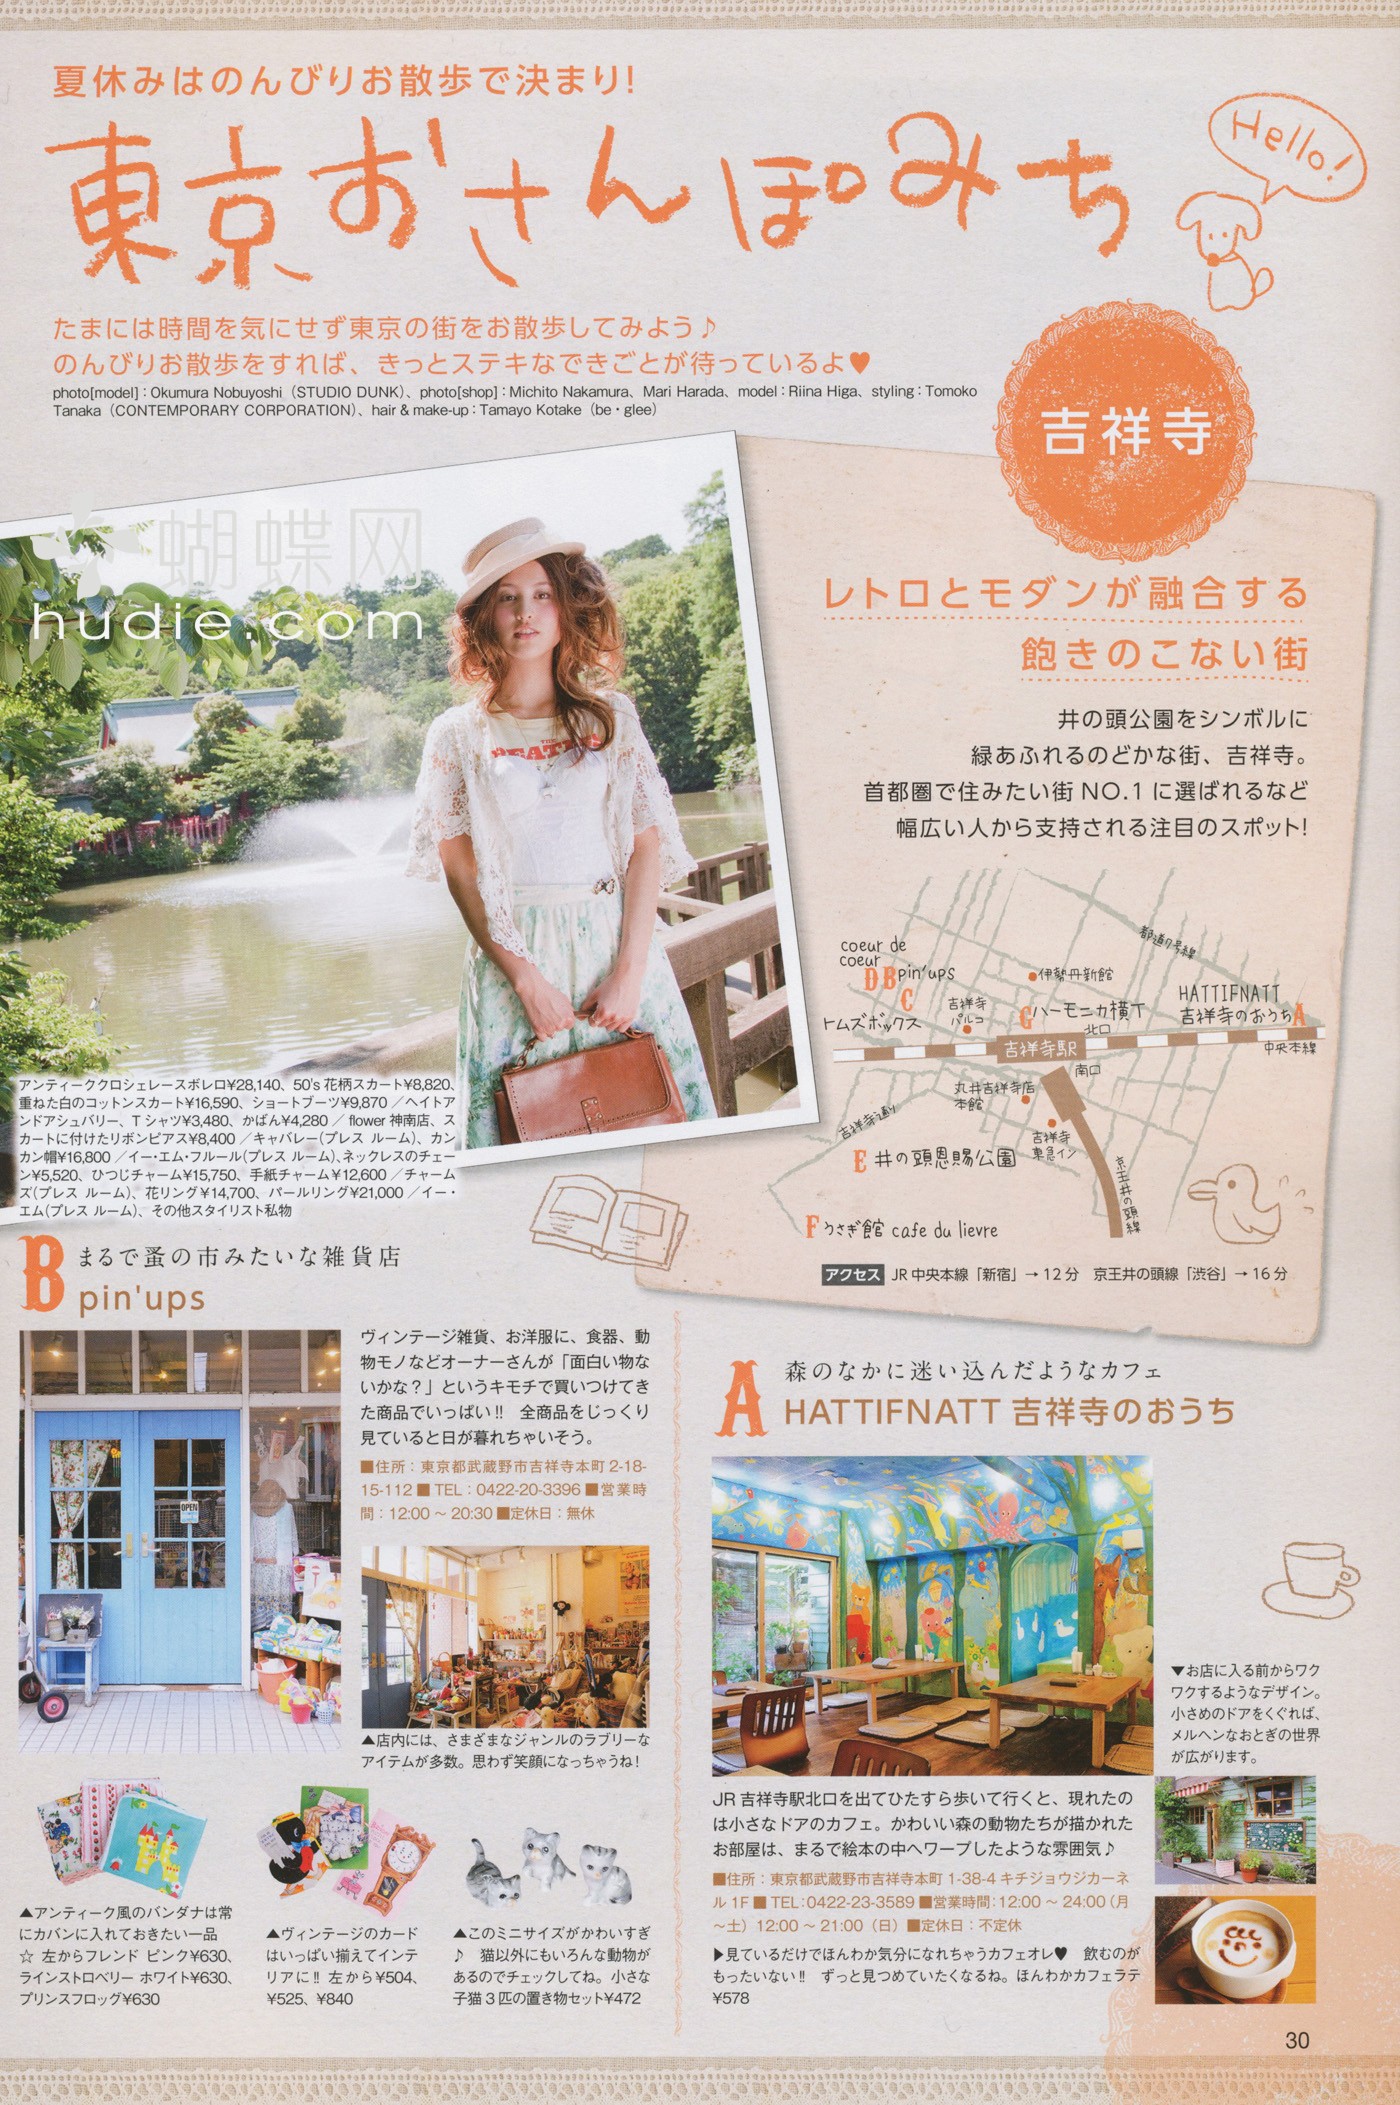 夏休みはのんびりお散歩で決まり!
東京おさんぽみち
Hello!
たまには時間を気にせず東京の街をお散歩してみよう♪
のんびりお散歩をすれば、きっとステキなできごとが待っているよ♥
photo[model]:Okumura Nobuyoshi（STUDIO DUNK）、photo[shop]:Michito Nakamura、Mari Harada、model:Riina Higa、styling:Tomoko
Tanaka（CONTEMPORARY CORPORATION）、hair & make-up:Tamayo Kotake（be・glee）
吉祥寺
蝴蝶网
hudie.com
レトロとモダンが融合する
飽きのこない街
井の頭公園をシンボルに
緑あふれるのどかな街、吉祥寺。
首都圏で住みたい街 NO.1 に選ばれるなど
幅広い人から支持される注目のスポット!
都道7号線
coeur de
coeur
D B pin'ups
C
トムズボックス
吉祥寺
パルコ
伊勢丹新館
G ハーモニカ横丁
北口
HATTIFNATT
吉祥寺のおうち A
吉祥寺駅
中央本線
南口
丸井吉祥寺店
本館
吉祥寺通り
吉祥寺
東急イン
E 井の頭恩賜公園
京王井の頭線
F うさぎ館 cafe du lievre
アクセス JR 中央本線「新宿」→ 12 分 京王井の頭線「渋谷」→ 16 分
アンティーククロシェレースボレロ¥28,140、50's 花柄スカート¥8,820、
重ねた白のコットンスカート¥16,590、ショートブーツ¥9,870 ／ヘイトア
ンドアシュバリー、T シャツ¥3,480、かばん¥4,280 ／ flower 神南店、ス
カートに付けたリボンピアス¥8,400 ／キャバレー(プレス ルーム)、カン
カン帽¥16,800 ／イー・エム・フルール(プレス ルーム)、ネックレスのチェー
ン¥5,520、ひつじチャーム¥15,750、手紙チャーム¥12,600 ／チャーム
ズ(プレス ルーム)、花リング¥14,700、パールリング¥21,000 ／イー・
エム(プレス ルーム)、その他スタイリスト私物
B まるで蚤の市みたいな雑貨店
pin'ups
ヴィンテージ雑貨、お洋服に、食器、動
物モノなどオーナーさんが「面白い物な
いかな？」というキモチで買いつけてき
た商品でいっぱい!! 全商品をじっくり
見ていると日が暮れちゃいそう。
■住所：東京都武蔵野市吉祥寺本町 2-18-
15-112 ■ TEL：0422-20-3396 ■営業時
間：12:00 ～ 20:30 ■定休日：無休
OPEN
▲店内には、さまざまなジャンルのラブリーな
アイテムが多数。思わず笑顔になっちゃうね!
▲アンティーク風のバンダナは常
にカバンに入れておきたい一品
☆ 左からフレンド ピンク¥630、
ラインストロベリー ホワイト¥630、
プリンスフロッグ¥630
▲ヴィンテージのカード
はいっぱい揃えてインテ
リアに!! 左から¥504、
¥525、¥840
▲このミニサイズがかわいすぎ
♪ 猫以外にもいろんな動物が
あるのでチェックしてね。小さな
子猫 3 匹の置き物セット¥472
A 森のなかに迷い込んだようなカフェ
HATTIFNATT 吉祥寺のおうち
▼お店に入る前からワク
ワクするようなデザイン。
小さめのドアをくぐれば、
メルヘンなおとぎの世界
が広がります。
JR 吉祥寺駅北口を出てひたすら歩いて行くと、現れたの
は小さなドアのカフェ。かわいい森の動物たちが描かれた
お部屋は、まるで絵本の中へワープしたような雰囲気♪
■住所：東京都武蔵野市吉祥寺本町 1-38-4 キチジョウジカーネ
ル 1F ■ TEL:0422-23-3589 ■営業時間:12:00 ～ 24:00（月
～土）12:00 ～ 21:00（日）■定休日：不定休
▶見ているだけでほんわか気分になれちゃうカフェオレ♥ 飲むのが
もったいない!! ずっと見つめていたくなるね。ほんわかカフェラテ
¥578
30